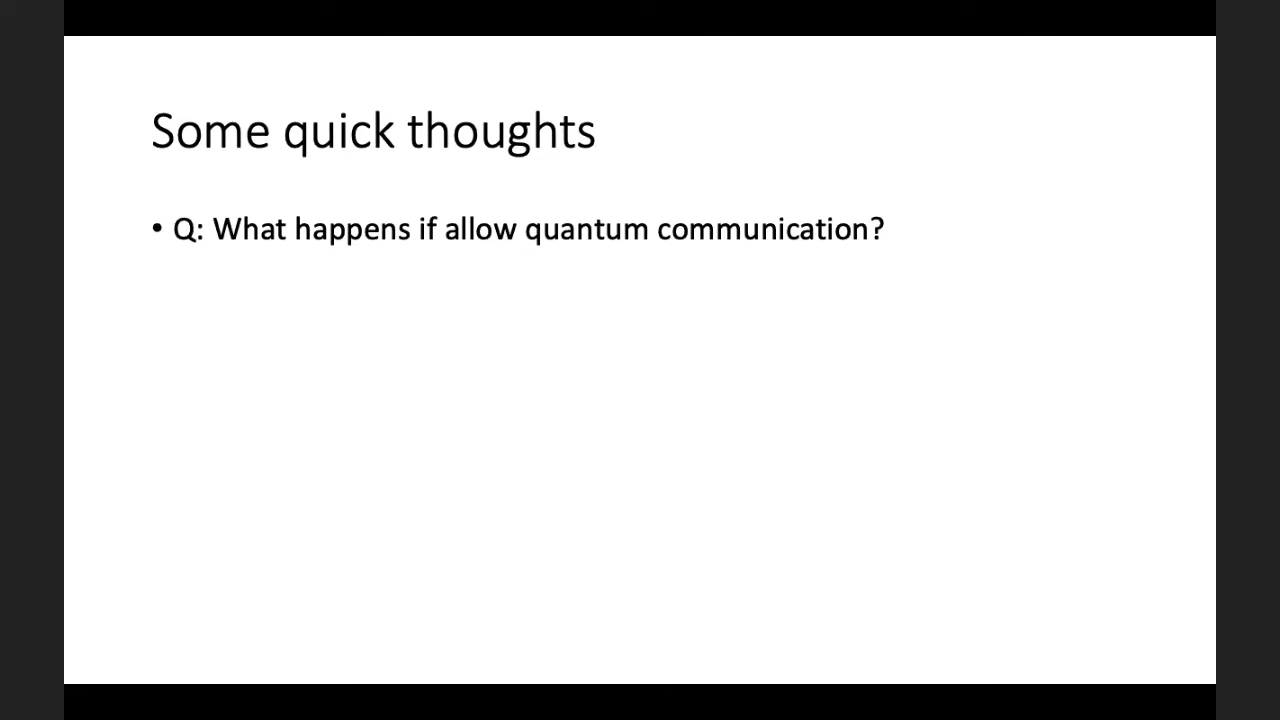 Some quick thoughts
• Q: What happens if allow quantum communication?